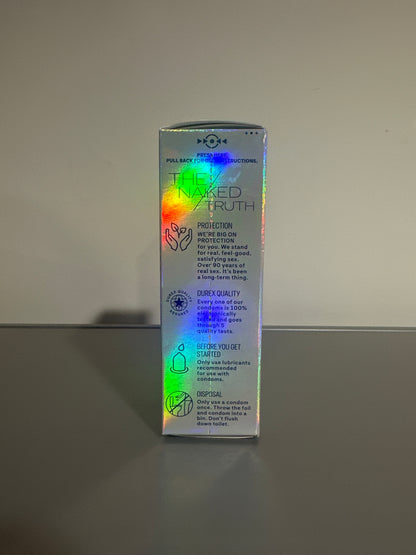 PRESS HERE
PULL BACK FOR INSTRUCTIONS.
THE
NAKED
TRUTH
PROTECTION
WE'RE BIG ON
PROTECTION
for you. We stand
for real, feel-good,
satisfying sex.
Over 90 years of
real sex. It's been
a long-term thing.
DUREX QUALITY
DUREX QUALITY
ASSURED
Every one of our
condoms is 100%
electronically
tested and goes
through 5
quality tests.
BEFORE YOU GET
STARTED
Only use lubricants
recommended
for use with
condoms.
DISPOSAL
Only use a condom
once. Throw the foil
and condom into a
bin. Don't flush
down toilet.